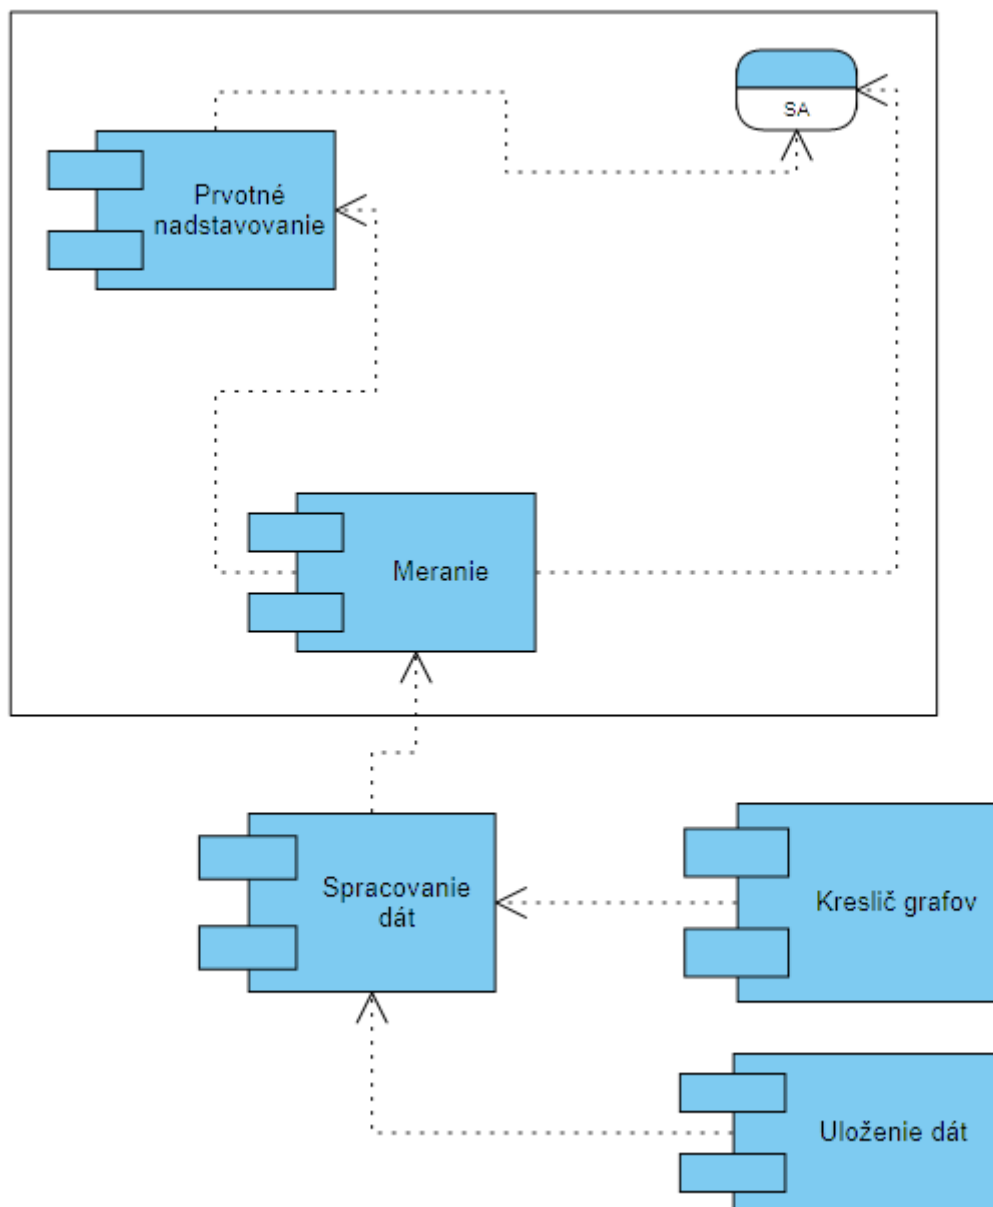 SA
Prvotné
nadstavovanie
Meranie
Spracovanie
dát
Kreslič grafov
Uloženie dát